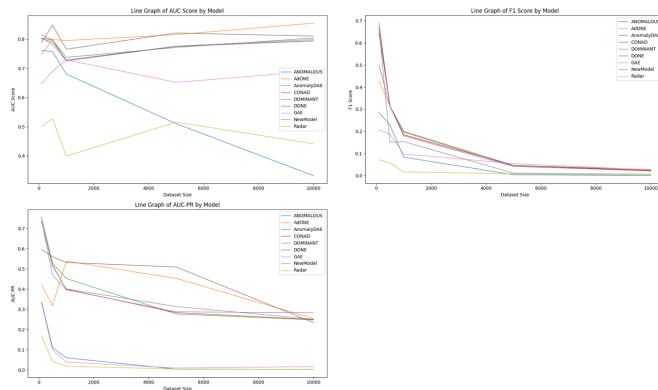 Line Graph of AUC Score by Model
AUC Score
0.8
0.7
0.6
0.5
0.4
0
2000
4000
6000
8000
10000
Dataset Size
ANOMALOUS
AdONE
AnomalyDAE
CONAD
DOMINANT
DONE
GAE
NewModel
Radar
Line Graph of F1 Score by Model
F1 Score
0.7
0.6
0.5
0.4
0.3
0.2
0.1
0.0
0
2000
4000
6000
8000
10000
Dataset Size
ANOMALOUS
AdONE
AnomalyDAE
CONAD
DOMINANT
DONE
GAE
NewModel
Radar
Line Graph of AUC-PR by Model
AUC-PR
0.7
0.6
0.5
0.4
0.3
0.2
0.1
0.0
0
2000
4000
6000
8000
10000
Dataset Size
ANOMALOUS
AdONE
AnomalyDAE
CONAD
DOMINANT
DONE
GAE
NewModel
Radar